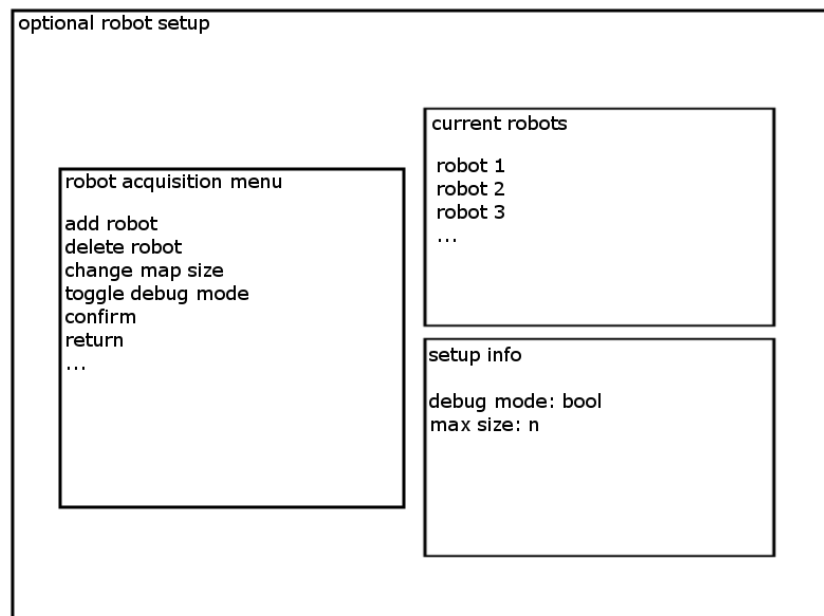 optional robot setup
robot acquisition menu
add robot
delete robot
change map size
toggle debug mode
confirm
return
...
current robots
robot 1
robot 2
robot 3
...
setup info
debug mode: bool
max size: n